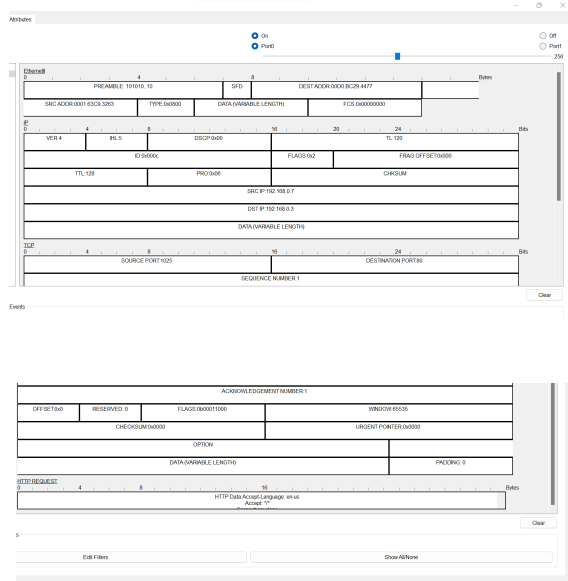 Attributes
On
Off
Port0
Port1
256
EthernetII
0 4 8 Bytes
PREAMBLE: 101010..10 SFD DEST ADDR:00D0.BC29.4477
SRC ADDR:0001.63C9.3263 TYPE:0x0800 DATA (VARIABLE LENGTH) FCS:0x00000000
IP
0 4 8 16 20 24 Bits
VER:4 IHL:5 DSCP:0x00 TL:120
ID:0x000c FLAGS:0x2 FRAG OFFSET:0x000
TTL:128 PRO:0x06 CHKSUM
SRC IP:192.168.0.7
DST IP:192.168.0.3
DATA (VARIABLE LENGTH)
TCP
0 4 8 16 24 Bits
SOURCE PORT:1025 DESTINATION PORT:80
SEQUENCE NUMBER:1
Clear
Events
ACKNOWLEDGEMENT NUMBER:1
OFFSET:0x0 RESERVED: 0 FLAGS:0b00011000 WINDOW:65535
CHECKSUM:0x0000 URGENT POINTER:0x0000
OPTION
DATA (VARIABLE LENGTH) PADDING: 0
HTTP REQUEST
0 4 8 16 Bytes
HTTP Data:Accept-Language: en-us
Accept: */*
Clear
s
Edit Filters
Show All/None